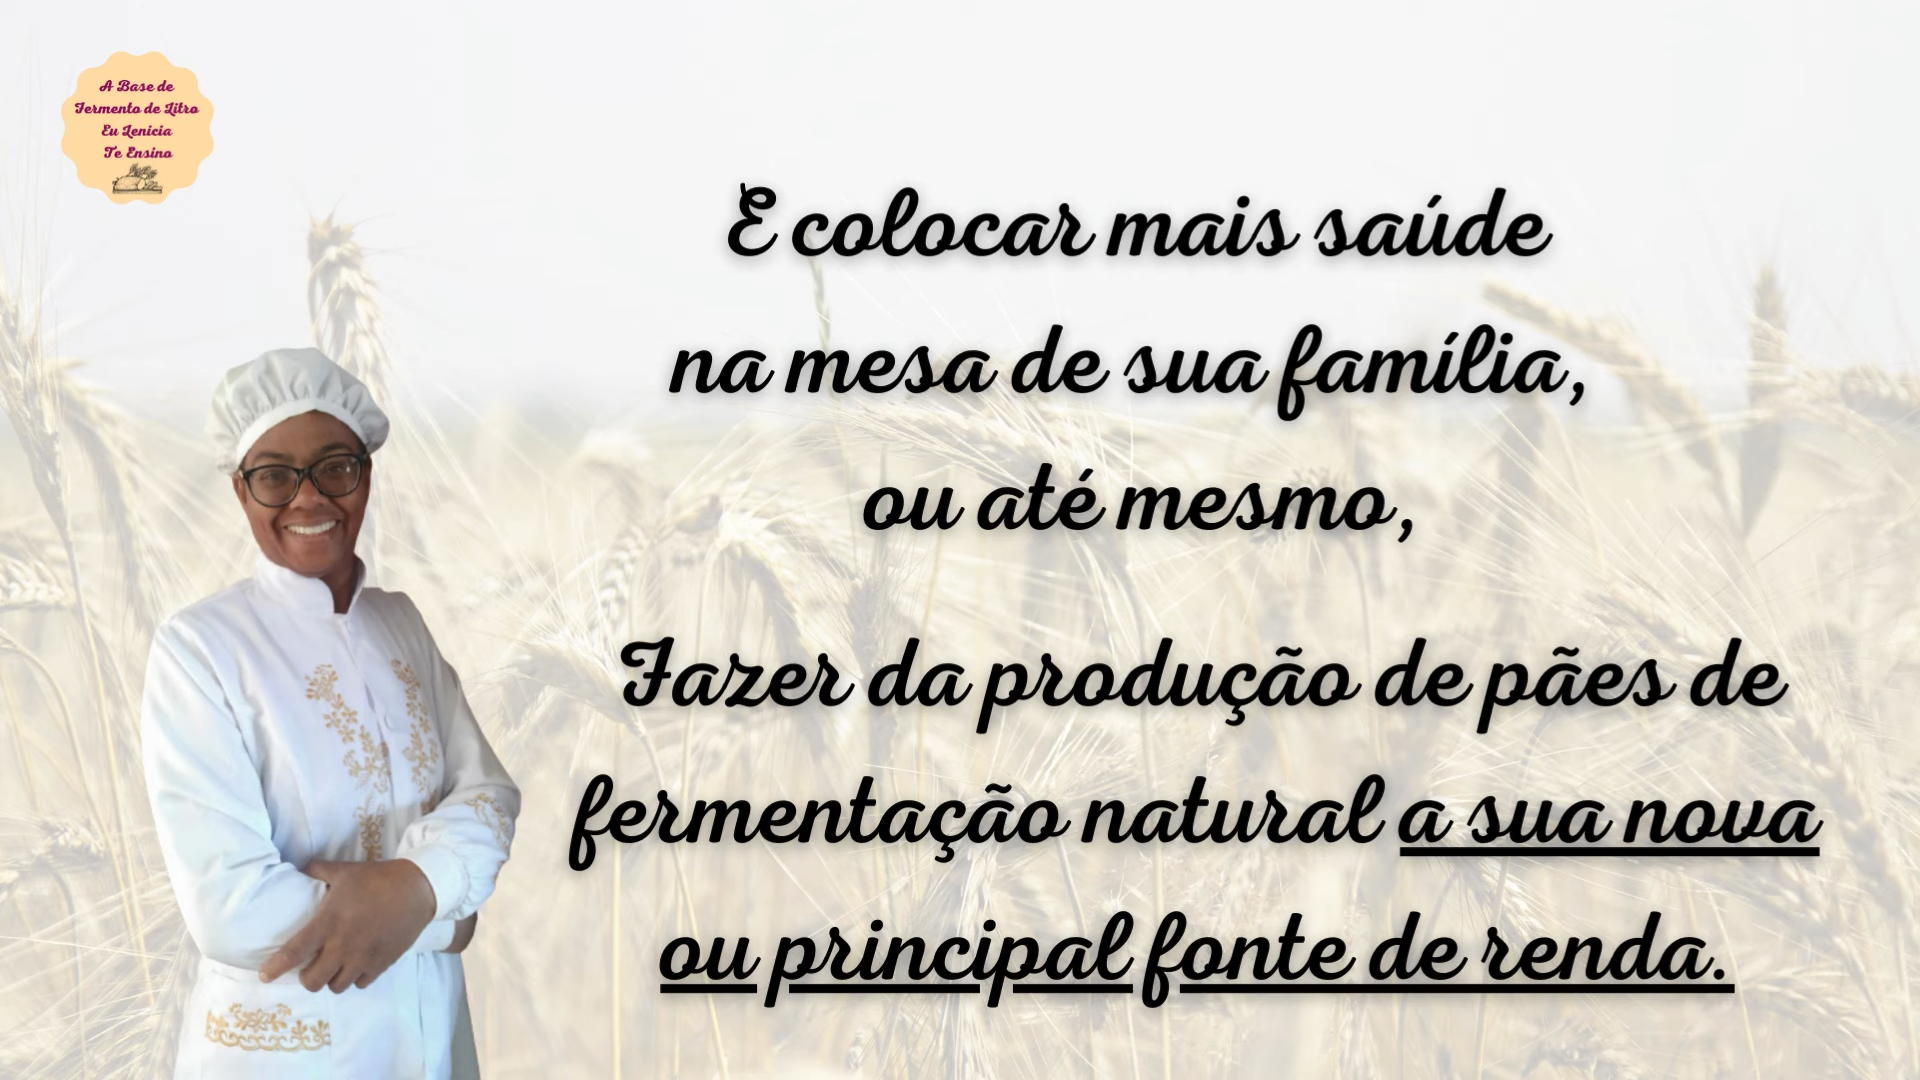 A Base de
Fermento de Litro
Eu Lenicia
Te Ensino
E colocar mais saúde
na mesa de sua família,
ou até mesmo,
Fazer da produção de pães de
fermentação natural a sua nova
ou principal fonte de renda.